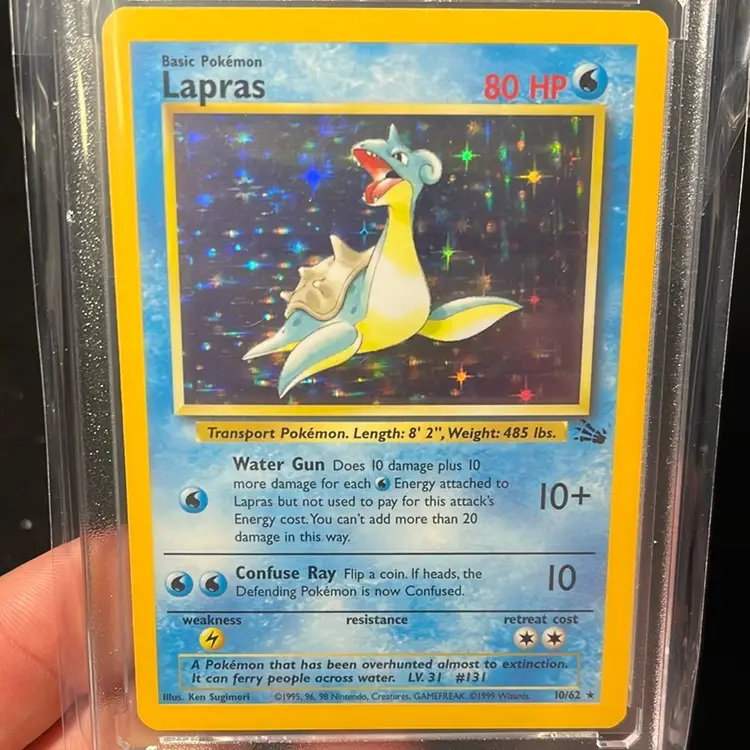 Basic Pokémon
Lapras 80 HP
Transport Pokémon. Length: 8' 2", Weight: 485 lbs.
Water Gun Does 10 damage plus 10
more damage for each Energy attached to
Lapras but not used to pay for this attack's
Energy cost. You can't add more than 20
damage in this way.
10+
Confuse Ray Flip a coin. If heads, the
Defending Pokémon is now Confused.
10
weakness resistance retreat cost
A Pokémon that has been overhunted almost to extinction.
It can ferry people across water. LV. 31 #131
Illus. Ken Sugimori ©1995, 96, 98 Nintendo, Creatures, GAMEFREAK. ©1999 Wizards. 10/62 ★